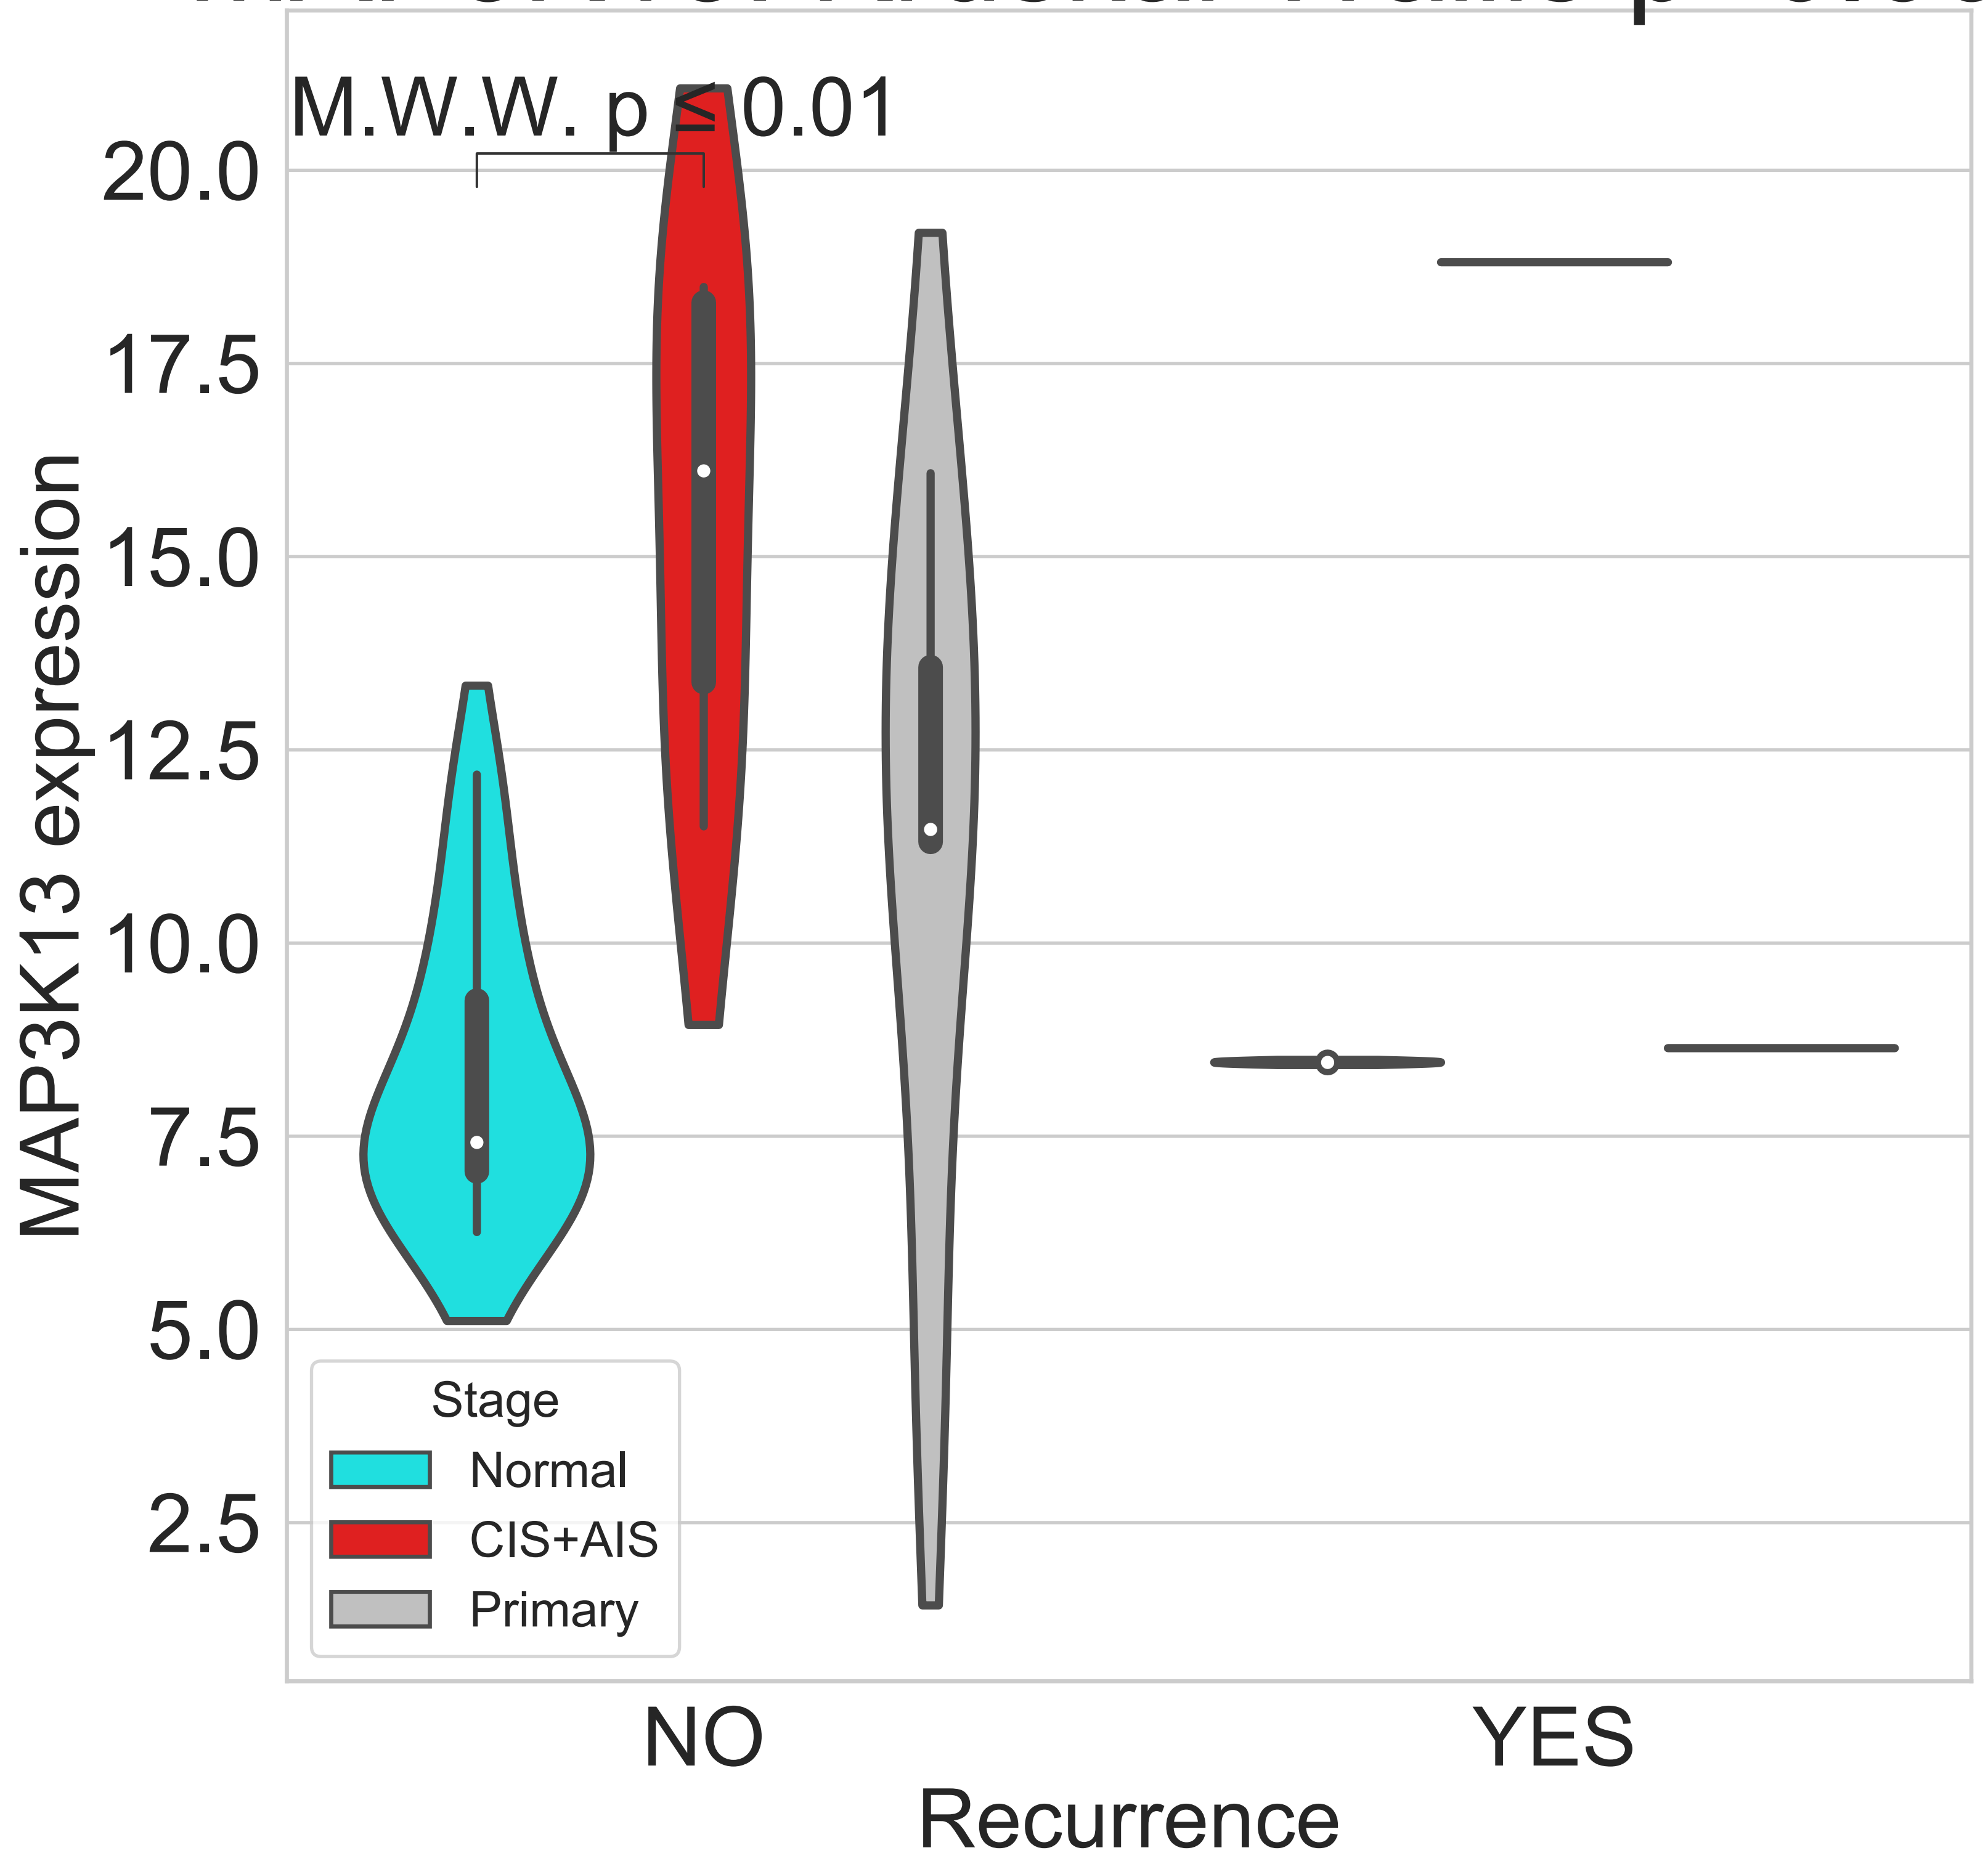 M.W.W. p ≤ 0.01
20.0
17.5
15.0
12.5
10.0
7.5
5.0
2.5
MAP3K13 expression
Stage
Normal
CIS+AIS
Primary
NO
YES
Recurrence